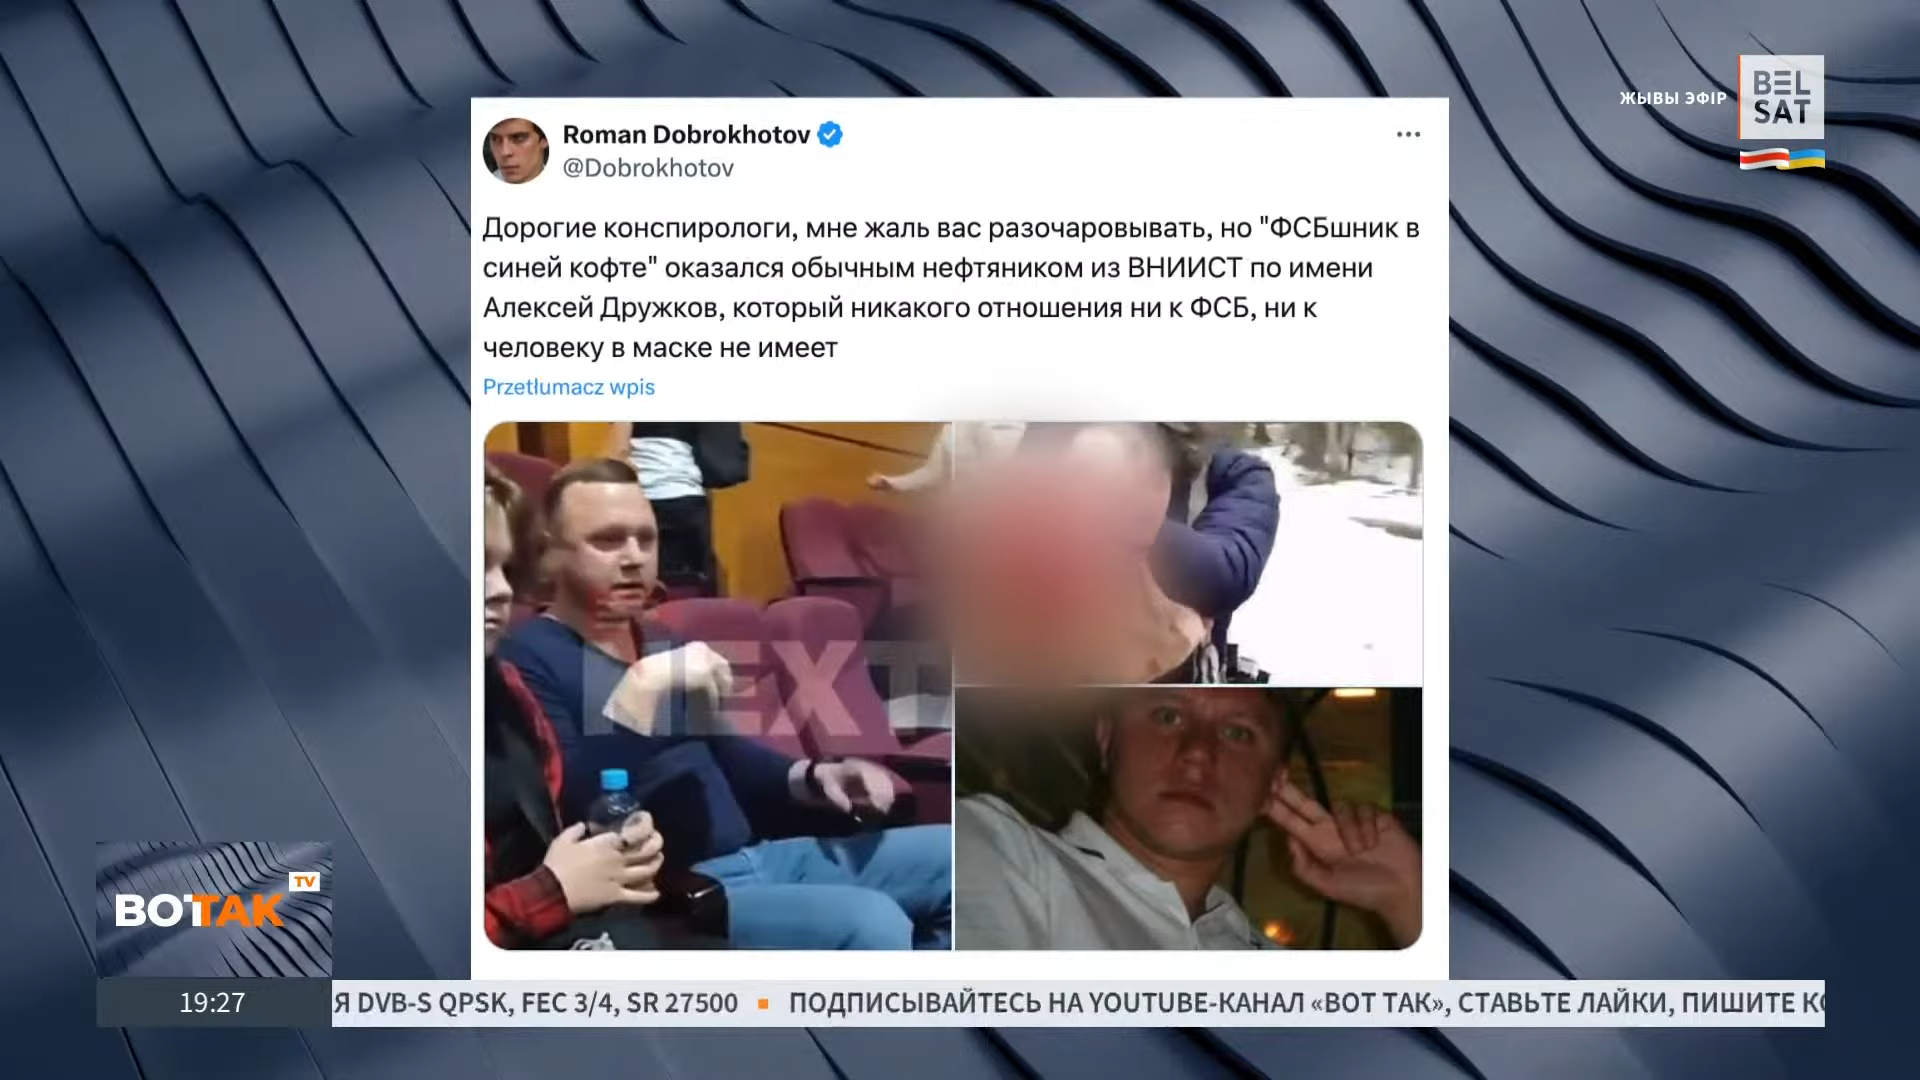 ЖЫВЫ ЭФІР
BEL
SAT
Roman Dobrokhotov
@Dobrokhotov
Дорогие конспирологи, мне жаль вас разочаровывать, но "ФСБшник в
синей кофте" оказался обычным нефтяником из ВНИИСТ по имени
Алексей Дружков, который никакого отношения ни к ФСБ, ни к
человеку в маске не имеет
Przetłumacz wpis
NEXT
ВОТ ТАК TV
19:27
Я DVB-S QPSK, FEC 3/4, SR 27500 ▪ ПОДПИСЫВАЙТЕСЬ НА YOUTUBE-КАНАЛ «ВОТ ТАК», СТАВЬТЕ ЛАЙКИ, ПИШИТЕ